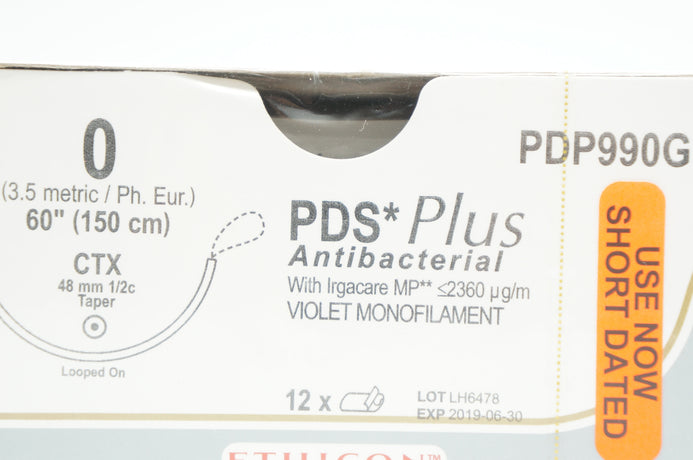 0
(3.5 metric / Ph. Eur.)
60" (150 cm)
CTX
48 mm 1/2c
Taper
Looped On
PDS* Plus
Antibacterial
With Irgacare MP** ≤2360 µg/m
VIOLET MONOFILAMENT
12 x
LOT LH6478
EXP 2019-06-30
PDP990G
USE NOW
SHORT DATED
ETHICON™